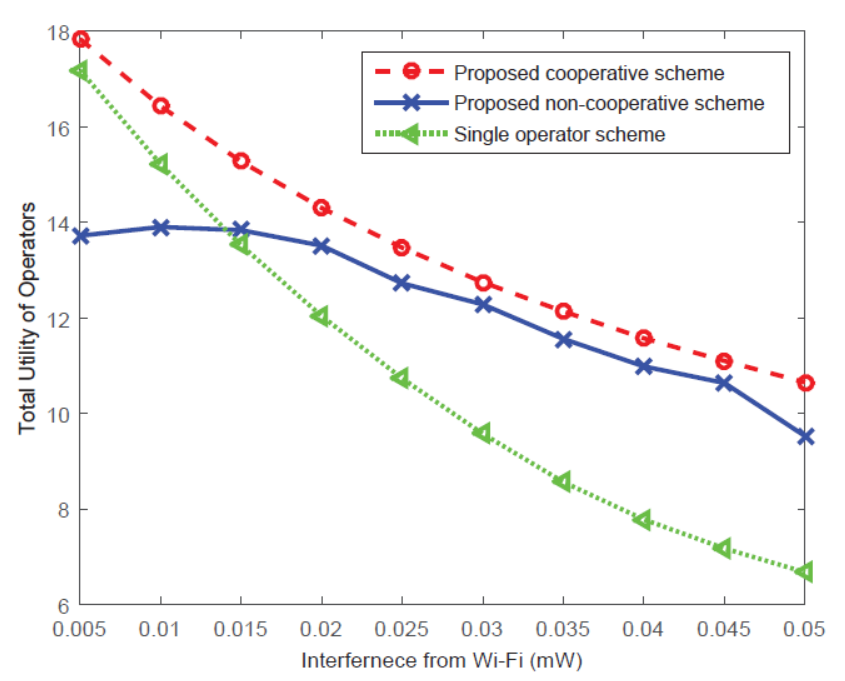 18
16
14
12
10
8
6
Total Utility of Operators
Proposed cooperative scheme
Proposed non-cooperative scheme
Single operator scheme
0.005 0.01 0.015 0.02 0.025 0.03 0.035 0.04 0.045 0.05
Interfernece from Wi-Fi (mW)